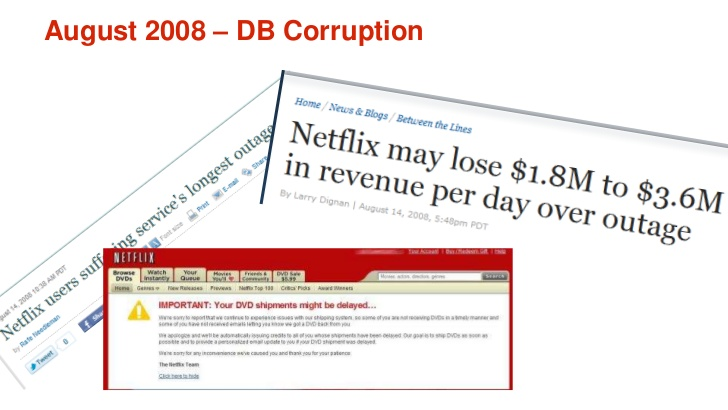 August 2008 – DB Corruption
Home / News & Blogs / Between the Lines
Netflix may lose $1.8M to $3.6M
in revenue per day over outage
By Larry Dignan | August 14, 2008, 5:48pm PDT
14, 2008 10:38 AM PDT
Netflix users suffering service's longest outage
by Rafe Needleman
Font size
Print
E-mail
Share
Tweet
0
NETFLIX
Your Account | Buy/Redeem Gift | Help
Browse DVDs
Watch Instantly
Your Queue
Movies You'll ♥
Friends & Community
DVD Sale $5.99
Movies, actors, directors, genres
Search
Home Genres New Releases Previews Netflix Top 100 Critics' Picks Award Winners
IMPORTANT: Your DVD shipments might be delayed...
We're sorry to report that we continue to experience issues with our shipping system, so some of you are not receiving DVDs in a timely manner and
some of you have not received emails letting you know we got a DVD back from you.
We apologize and we'll be automatically issuing credits to all of you whose shipments have been delayed. Our goal is to ship DVDs as soon as
possible and to provide a personalized email update to you if your DVD shipment was delayed.
We're sorry for any inconvenience we've caused you and thank you for your patience.
The Netflix Team
Click here to hide